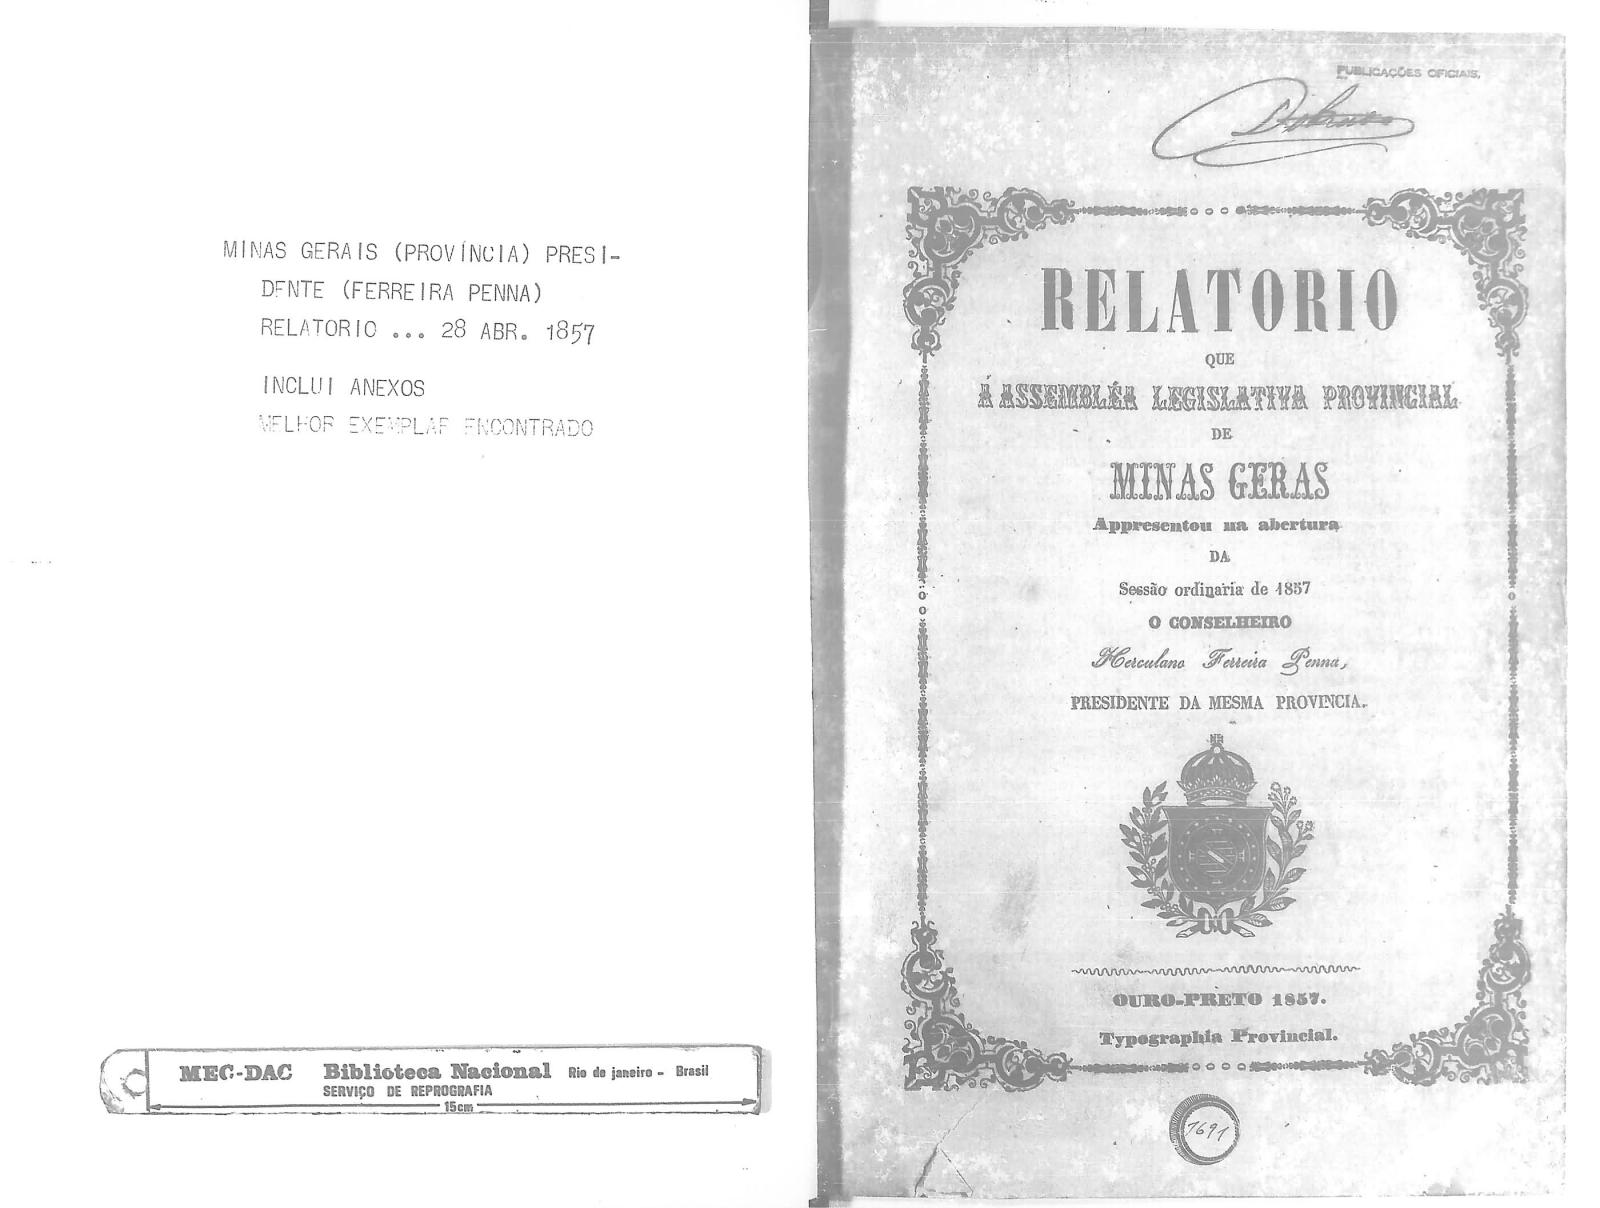 MINAS GERAIS (PROVÍNCIA) PRESI-
DENTE (FERREIRA PENNA)
RELATORIO ... 28 ABR. 1857
INCLUI ANEXOS
MELHOR EXEMPLAR ENCONTRADO
MEC-DAC Biblioteca Nacional Rio de janeiro - Brasil
SERVIÇO DE REPROGRAFIA
15cm
PUBLICAÇÕES OFICIAIS,
RELATORIO
QUE
Á ASSEMBLÉA LEGISLATIVA PROVINCIAL
DE
MINAS GERAS
Appresentou na abertura
DA
Sessão ordinaria de 1857
O CONSELHEIRO
Herculano Ferreira Penna,
PRESIDENTE DA MESMA PROVINCIA.
OURO-PRETO 1857.
Typographia Provincial.
1691